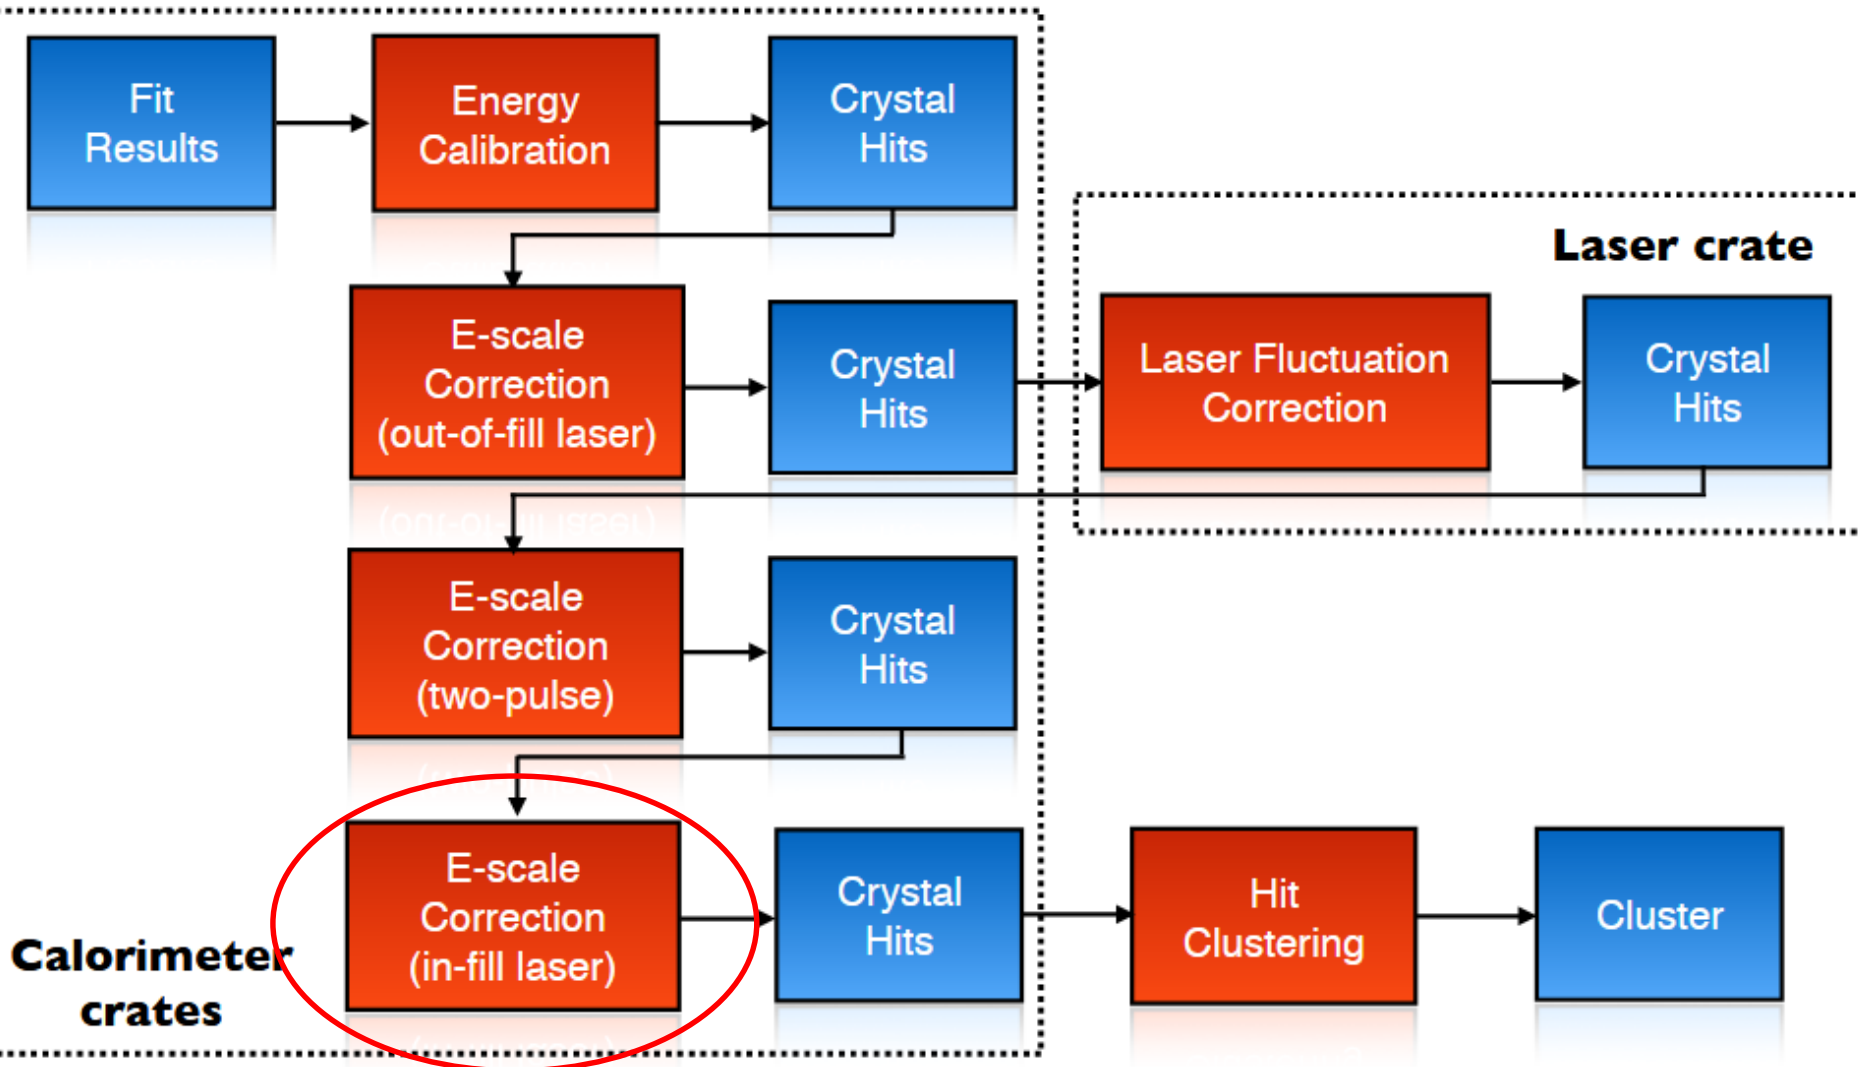 Fit
Results
Energy
Calibration
Crystal
Hits
Laser crate
E-scale
Correction
(out-of-fill laser)
Crystal
Hits
Laser Fluctuation
Correction
Crystal
Hits
E-scale
Correction
(two-pulse)
Crystal
Hits
E-scale
Correction
(in-fill laser)
Crystal
Hits
Hit
Clustering
Cluster
Calorimeter
crates